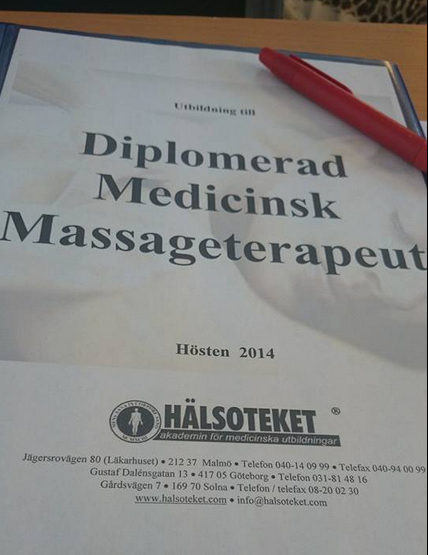 Utbildning till
Diplomerad
Medicinsk
Massageterapeut
Hösten 2014
HÄLSOTEKET ®
akademin för medicinska utbildningar
Jägersrovägen 80 (Läkarhuset) • 212 37 Malmö • Telefon 040-14 09 99 • Telefax 040-94 00 99
Gustaf Dalénsgatan 13 • 417 05 Göteborg • Telefon 031-81 48 16
Gårdsvägen 7 • 169 70 Solna • Telefon / telefax 08-20 02 30
www.halsoteket.com • info@halsoteket.com